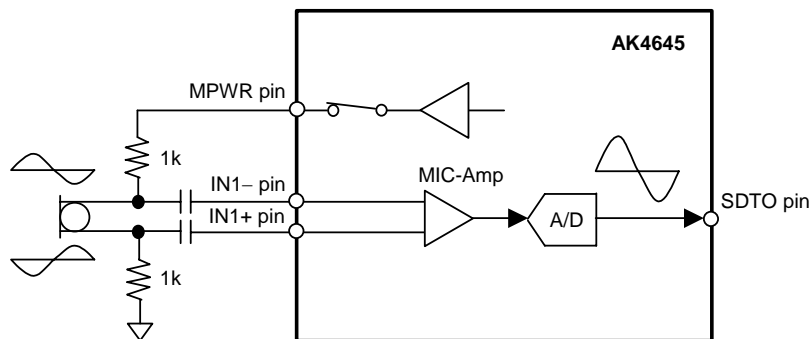 AK4645
MPWR pin
1k
IN1− pin
MIC-Amp
IN1+ pin
A/D
SDTO pin
1k